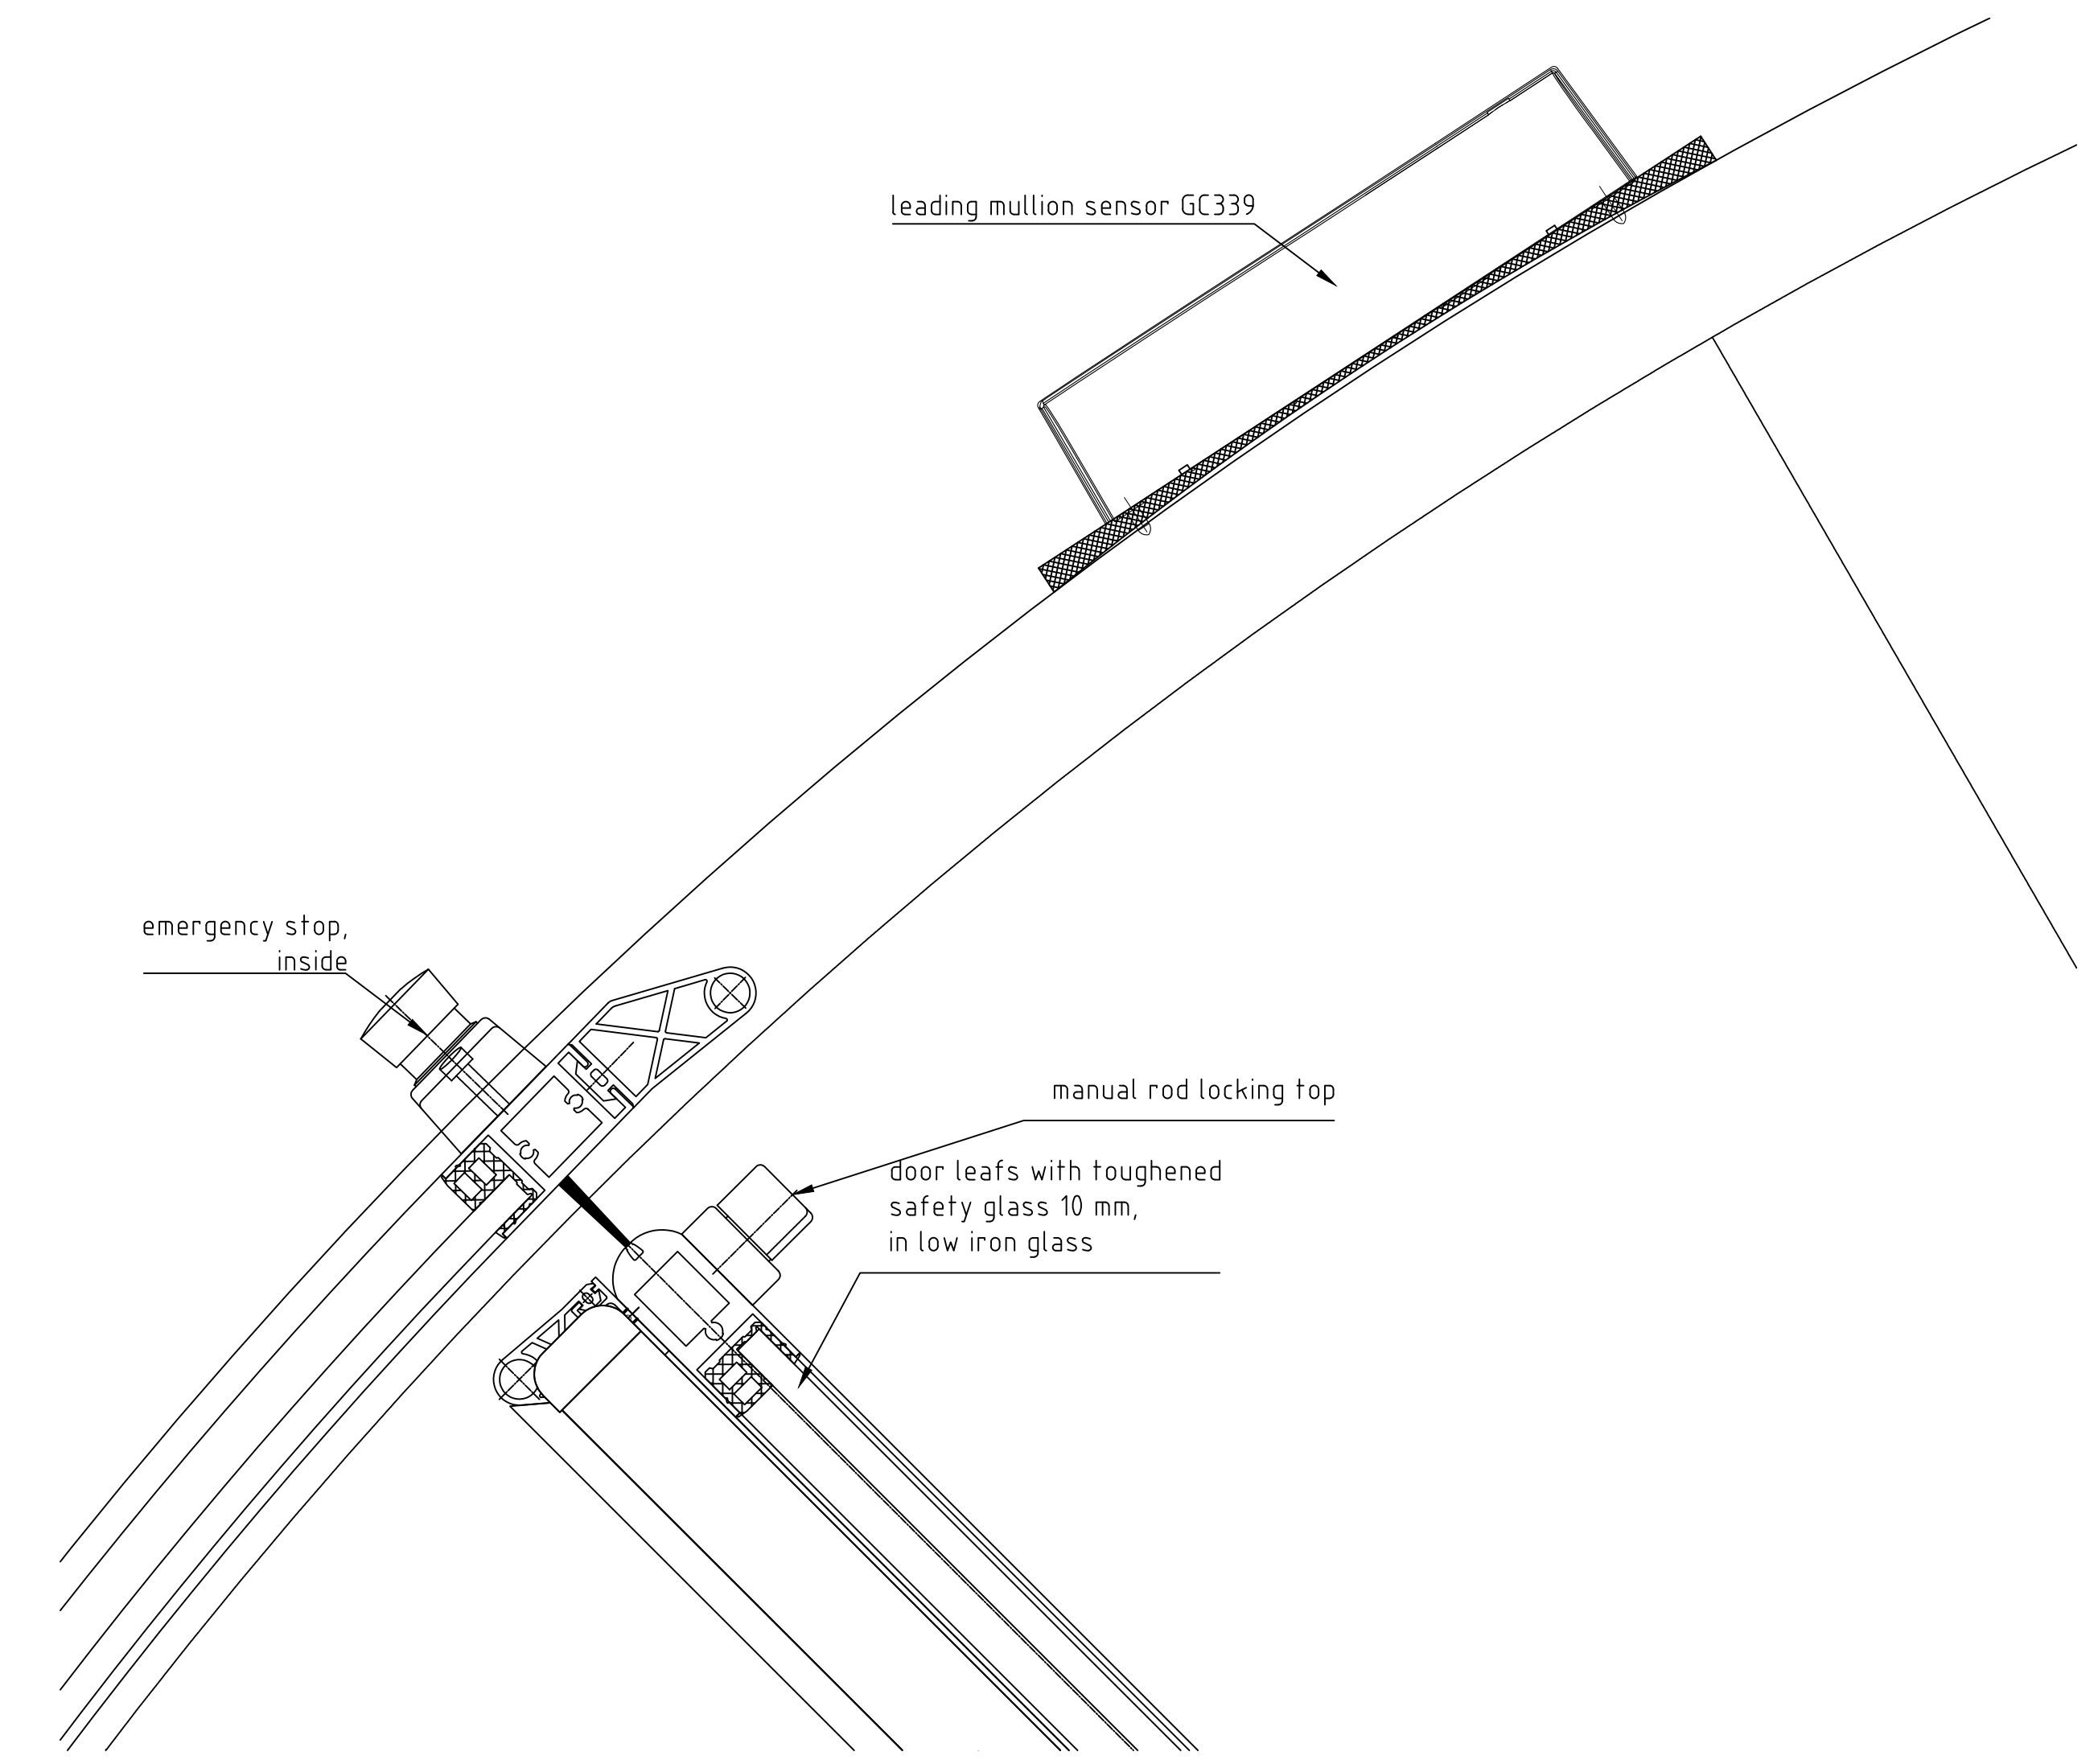 leading mullion sensor GC339
emergency stop,
inside
manual rod locking top
door leafs with toughened
safety glass 10 mm,
in low iron glass